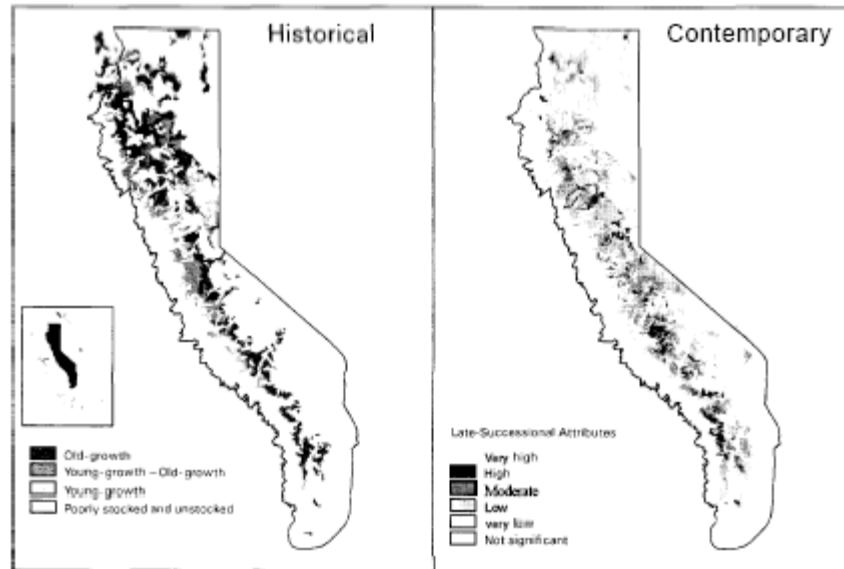 Historical
Old-growth
Young-growth – Old-growth
Young-growth
Poorly stocked and unstocked
Contemporary
Late-Successional Attributes
Very high
High
Moderate
Low
very low
Not significant